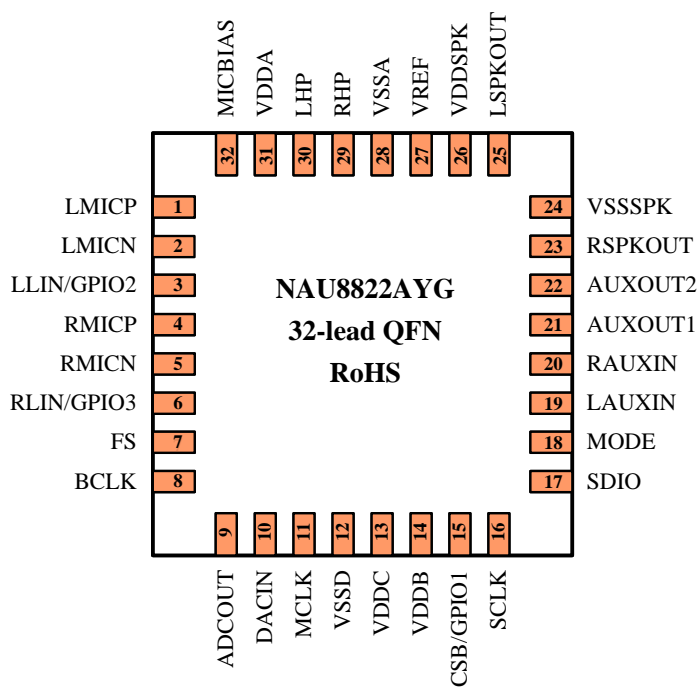 MICBIAS
VDDA
LHP
RHP
VSSA
VREF
VDDSPK
LSPKOUT
32
31
30
29
28
27
26
25
LMICP 1
LMICN 2
LLIN/GPIO2 3
RMICP 4
RMICN 5
RLIN/GPIO3 6
FS 7
BCLK 8
NAU8822AYG
32-lead QFN
RoHS
24 VSSSPK
23 RSPKOUT
22 AUXOUT2
21 AUXOUT1
20 RAUXIN
19 LAUXIN
18 MODE
17 SDIO
9
10
11
12
13
14
15
16
ADCOUT
DACIN
MCLK
VSSD
VDDC
VDDB
CSB/GPIO1
SCLK